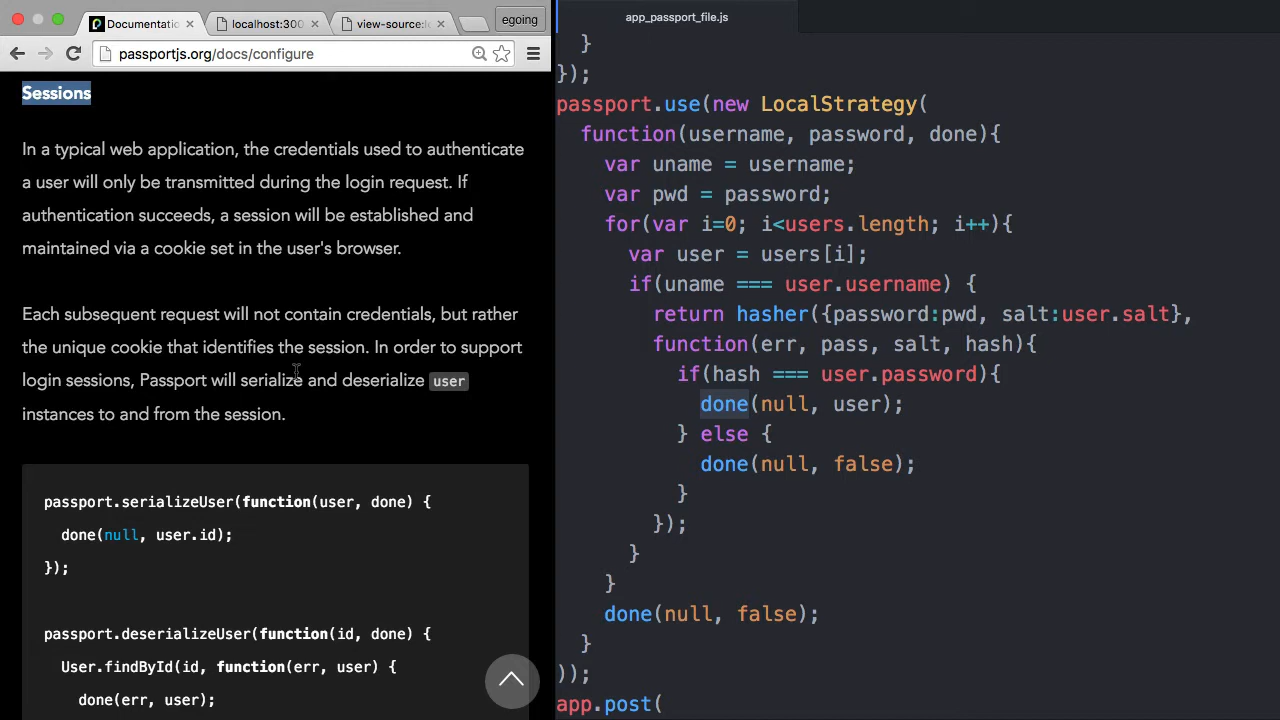 Documentatic
localhost:300
view-source:l
egoing
passportjs.org/docs/configure
Sessions
In a typical web application, the credentials used to authenticate
a user will only be transmitted during the login request. If
authentication succeeds, a session will be established and
maintained via a cookie set in the user's browser.
Each subsequent request will not contain credentials, but rather
the unique cookie that identifies the session. In order to support
login sessions, Passport will serialize and deserialize user
instances to and from the session.
passport.serializeUser(function(user, done) {
done(null, user.id);
});
passport.deserializeUser(function(id, done) {
User.findById(id, function(err, user) {
done(err, user);
app_passport_file.js
}
});
passport.use(new LocalStrategy(
function(username, password, done){
var uname = username;
var pwd = password;
for(var i=0; i<users.length; i++){
var user = users[i];
if(uname === user.username) {
return hasher({password:pwd, salt:user.salt},
function(err, pass, salt, hash){
if(hash === user.password){
done(null, user);
} else {
done(null, false);
}
});
}
}
done(null, false);
}
));
app.post(